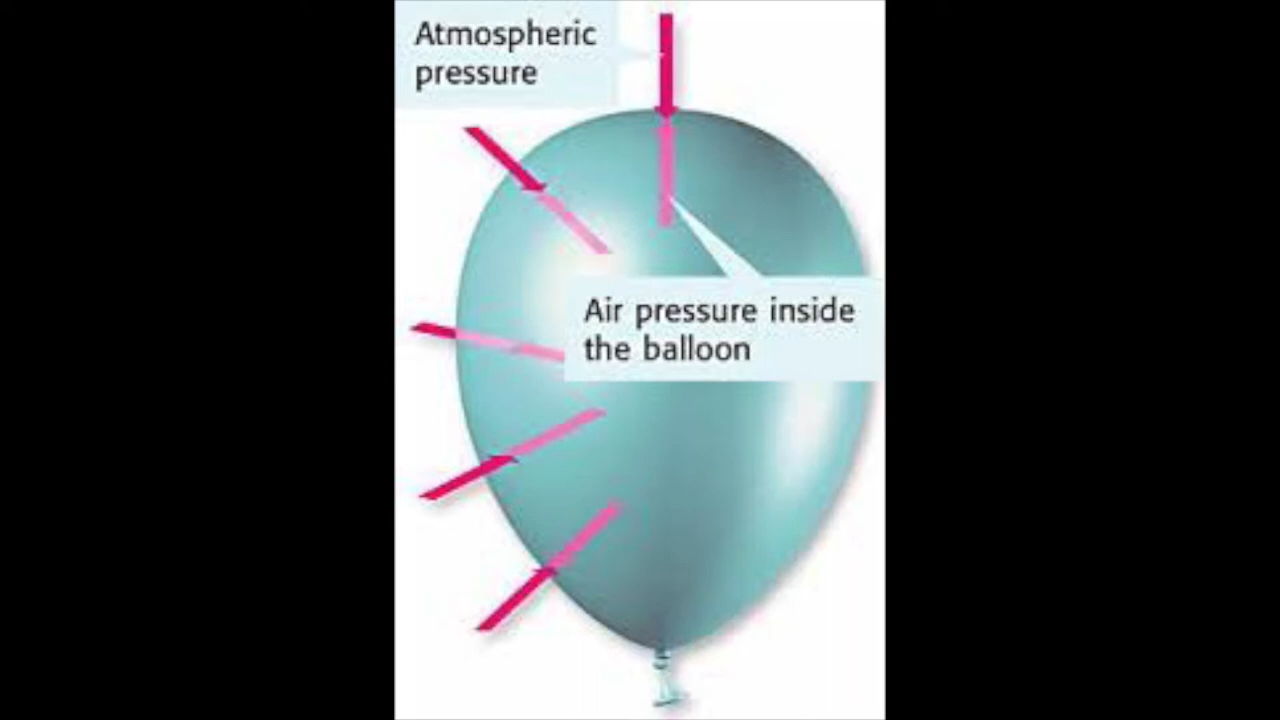 Atmospheric
pressure
Air pressure inside
the balloon